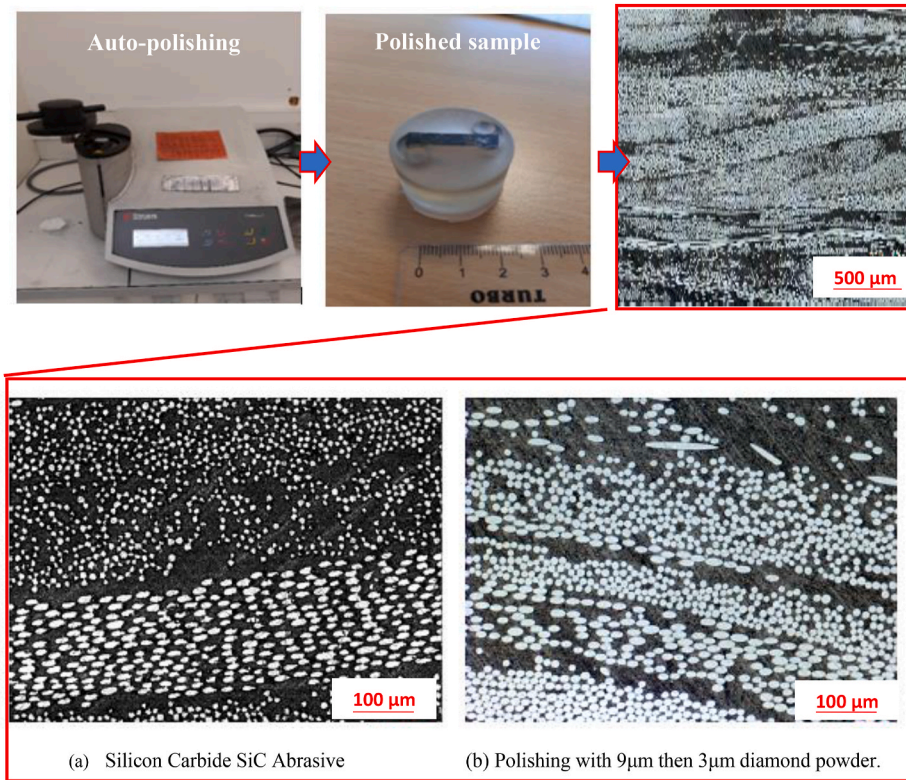 Auto-polishing
Polished sample
0 1 2 3 4
TURBO
500 µm
100 µm
100 µm
(a) Silicon Carbide SiC Abrasive
(b) Polishing with 9µm then 3µm diamond powder.